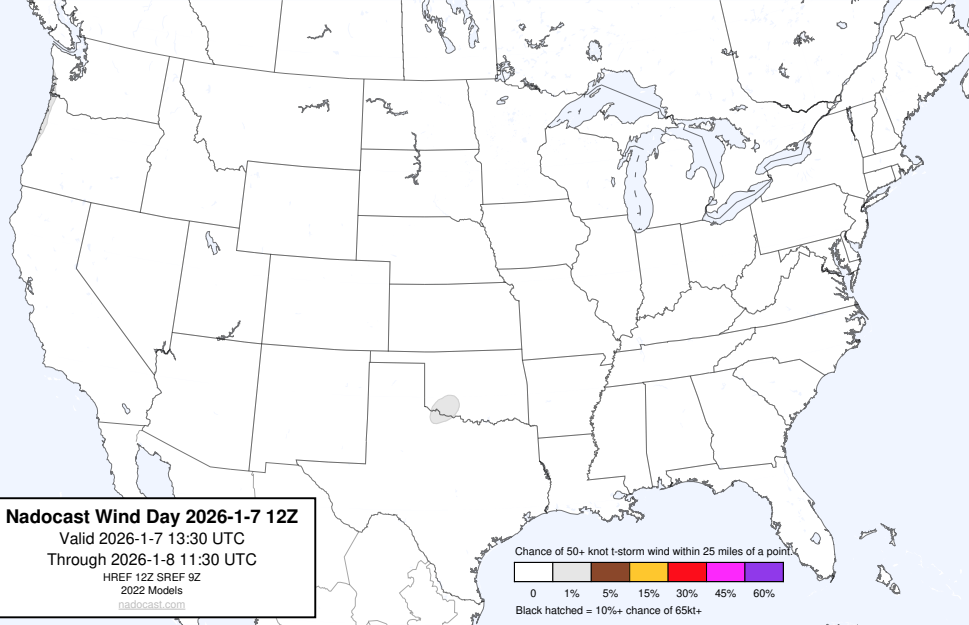 Nadocast Wind Day 2026-1-7 12Z
Valid 2026-1-7 13:30 UTC
Through 2026-1-8 11:30 UTC
HREF 12Z SREF 9Z
2022 Models
nadocast.com
Chance of 50+ knot t-storm wind within 25 miles of a point.
0 1% 5% 15% 30% 45% 60%
Black hatched = 10%+ chance of 65kt+